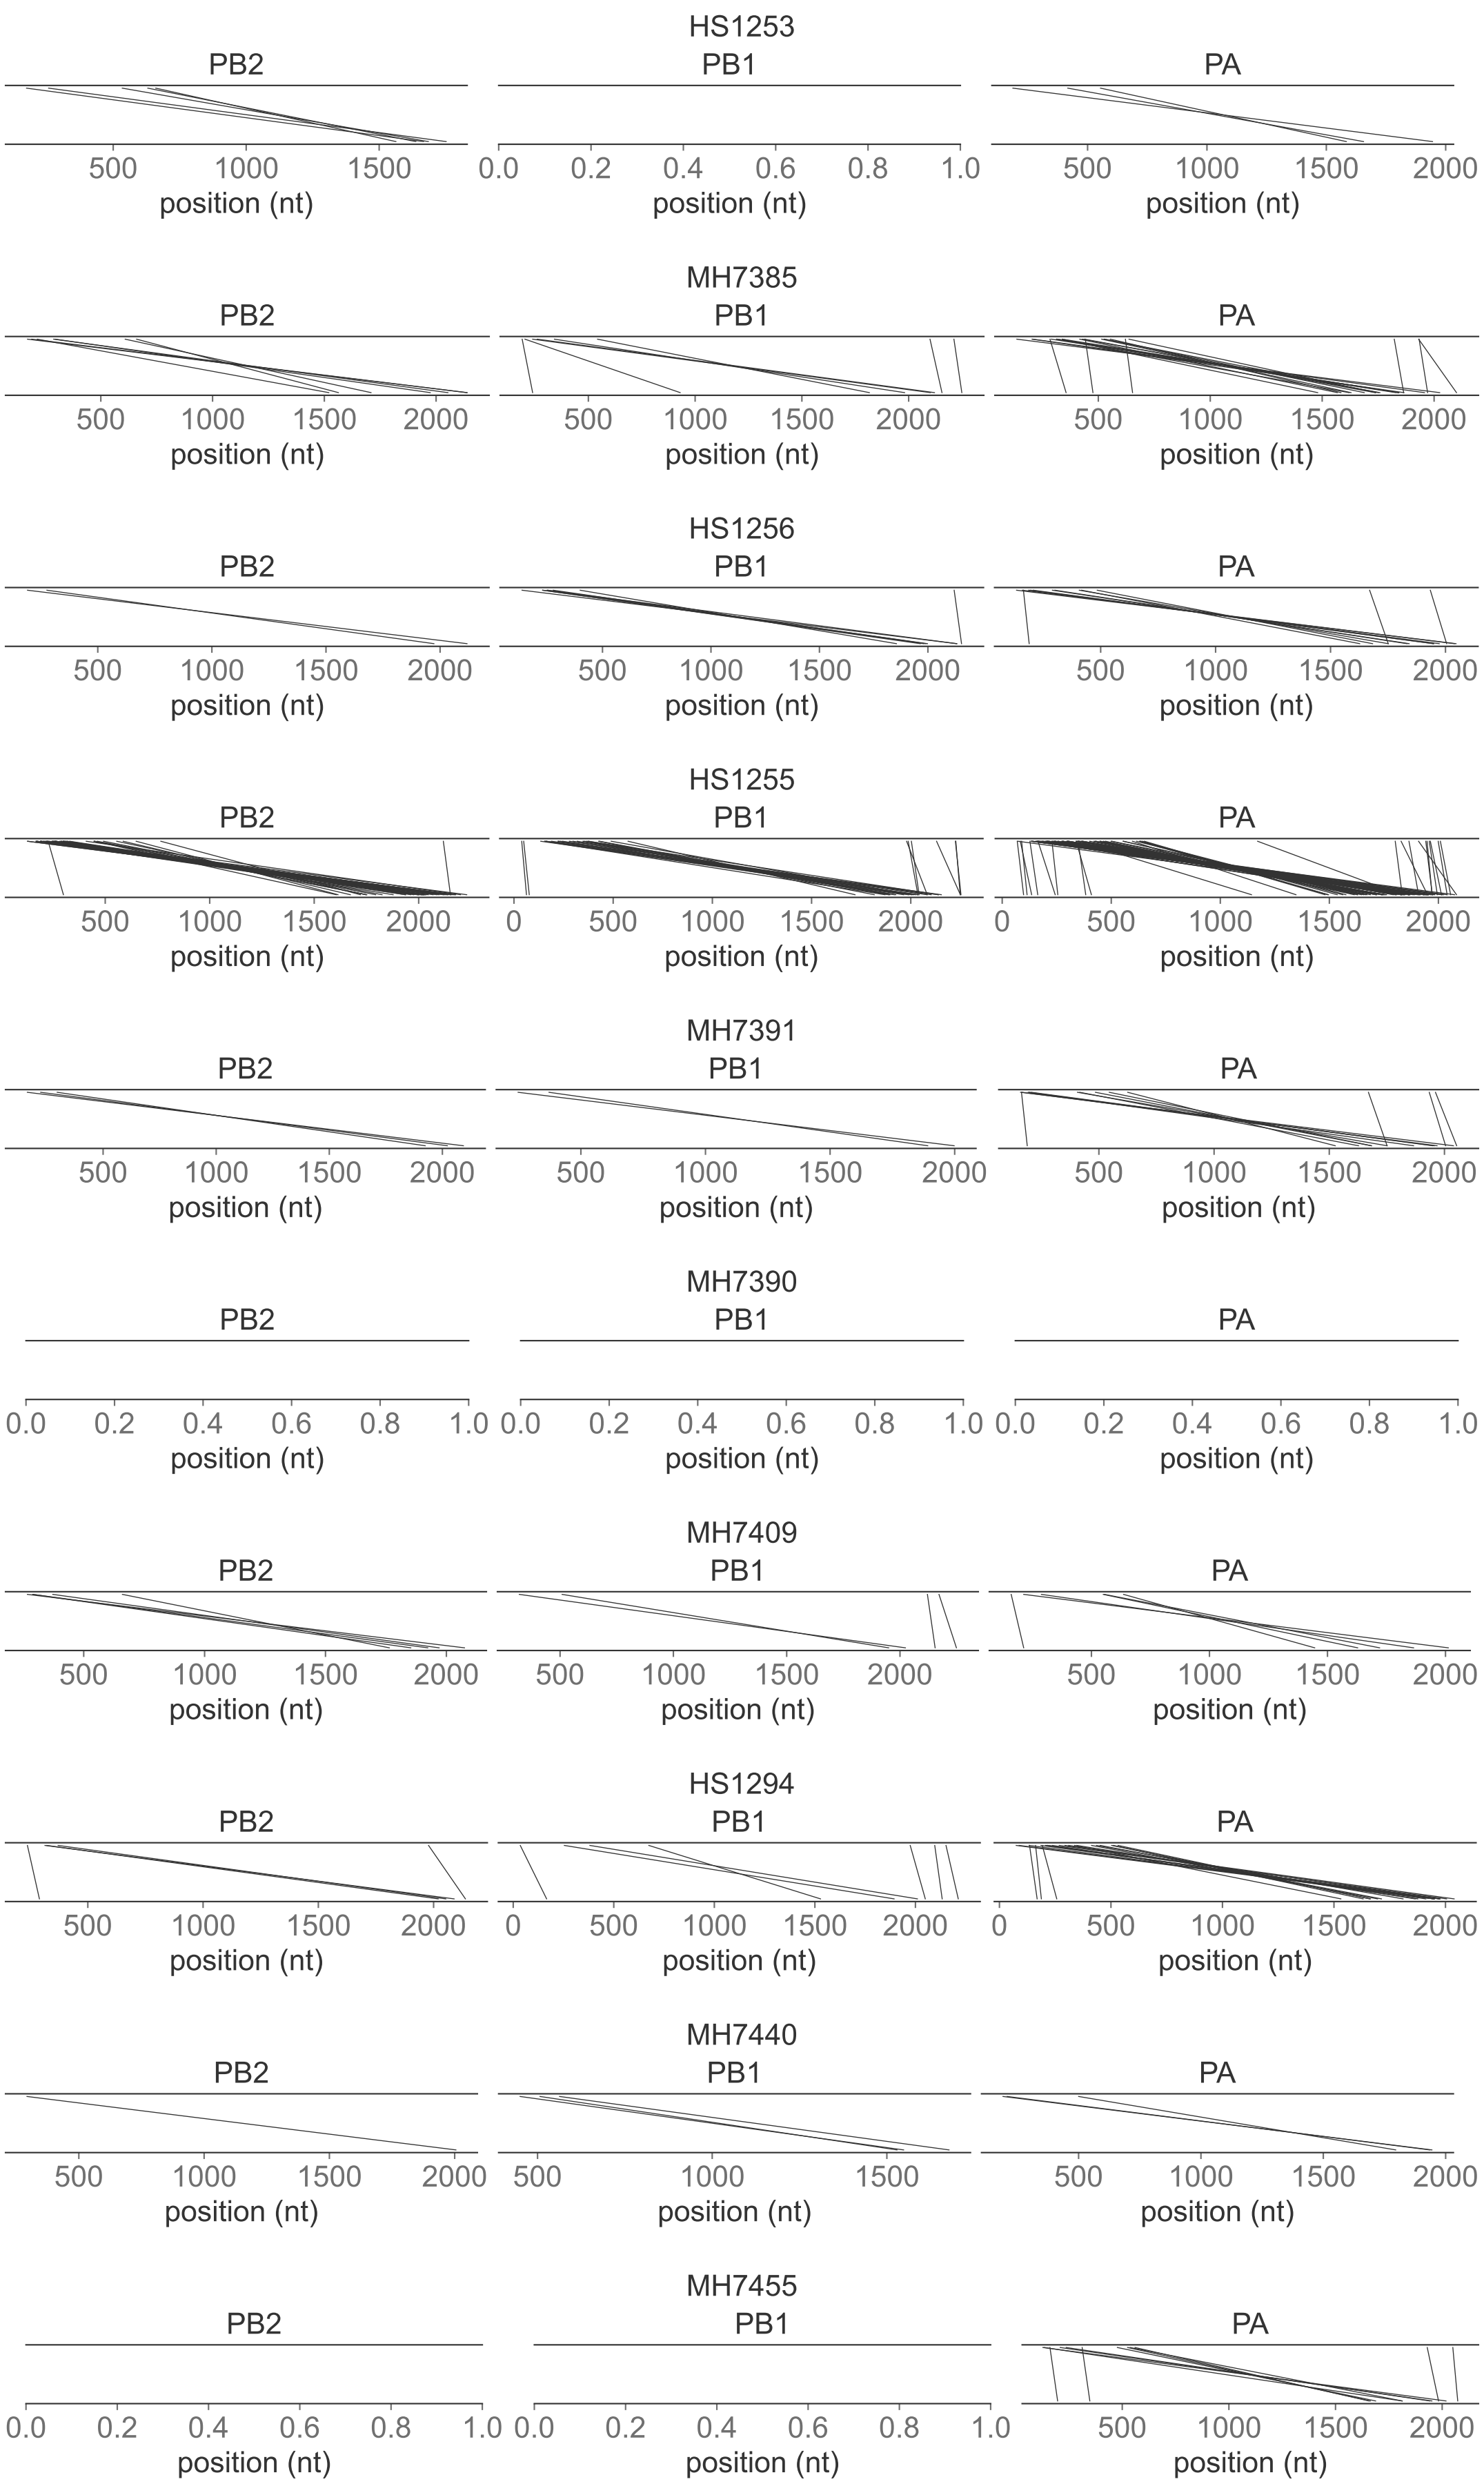 HS1253
PB2 PB1 PA
500 1000 1500 0.0 0.2 0.4 0.6 0.8 1.0 500 1000 1500 2000
position (nt) position (nt) position (nt)
MH7385
PB2 PB1 PA
500 1000 1500 2000 500 1000 1500 2000 500 1000 1500 2000
position (nt) position (nt) position (nt)
HS1256
PB2 PB1 PA
500 1000 1500 2000 500 1000 1500 2000 500 1000 1500 2000
position (nt) position (nt) position (nt)
HS1255
PB2 PB1 PA
500 1000 1500 2000 0 500 1000 1500 2000 0 500 1000 1500 2000
position (nt) position (nt) position (nt)
MH7391
PB2 PB1 PA
500 1000 1500 2000 500 1000 1500 2000 500 1000 1500 2000
position (nt) position (nt) position (nt)
MH7390
PB2 PB1 PA
0.0 0.2 0.4 0.6 0.8 1.0 0.0 0.2 0.4 0.6 0.8 1.0 0.0 0.2 0.4 0.6 0.8 1.0
position (nt) position (nt) position (nt)
MH7409
PB2 PB1 PA
500 1000 1500 2000 500 1000 1500 2000 500 1000 1500 2000
position (nt) position (nt) position (nt)
HS1294
PB2 PB1 PA
500 1000 1500 2000 0 500 1000 1500 2000 0 500 1000 1500 2000
position (nt) position (nt) position (nt)
MH7440
PB2 PB1 PA
500 1000 1500 2000 500 1000 1500 500 1000 1500 2000
position (nt) position (nt) position (nt)
MH7455
PB2 PB1 PA
0.0 0.2 0.4 0.6 0.8 1.0 0.0 0.2 0.4 0.6 0.8 1.0 500 1000 1500 2000
position (nt) position (nt) position (nt)